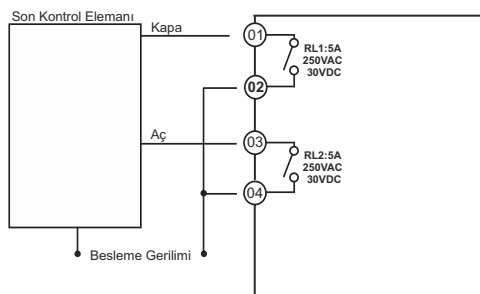 Son Kontrol Elemanı
Kapa
01
RL1:5A
250VAC
30VDC
02
Aç
03
RL2:5A
250VAC
30VDC
04
Besleme Gerilimi